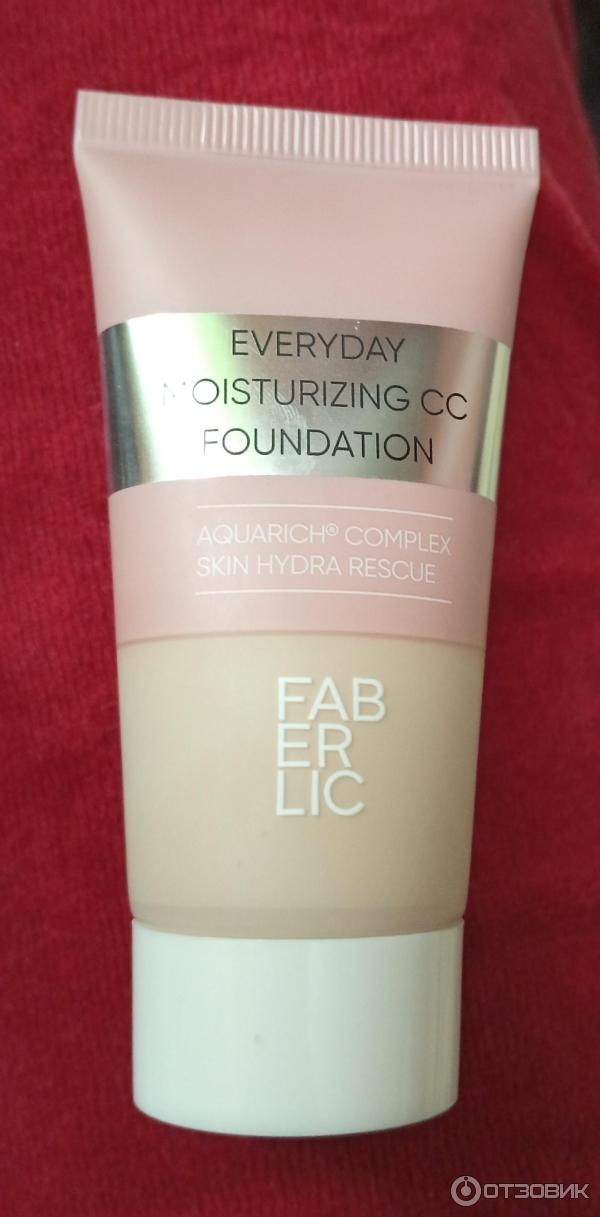 EVERYDAY
MOISTURIZING CC
FOUNDATION
AQUARICH® COMPLEX
SKIN HYDRA RESCUE
FAB
ER
LIC
ОТЗОВИК